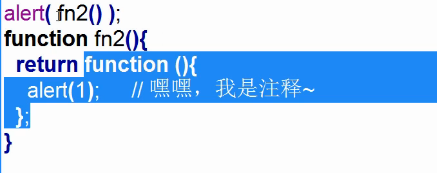 alert( fn2() );
function fn2(){
return function (){
alert(1);    // 嘿嘿，我是注释~
};
}